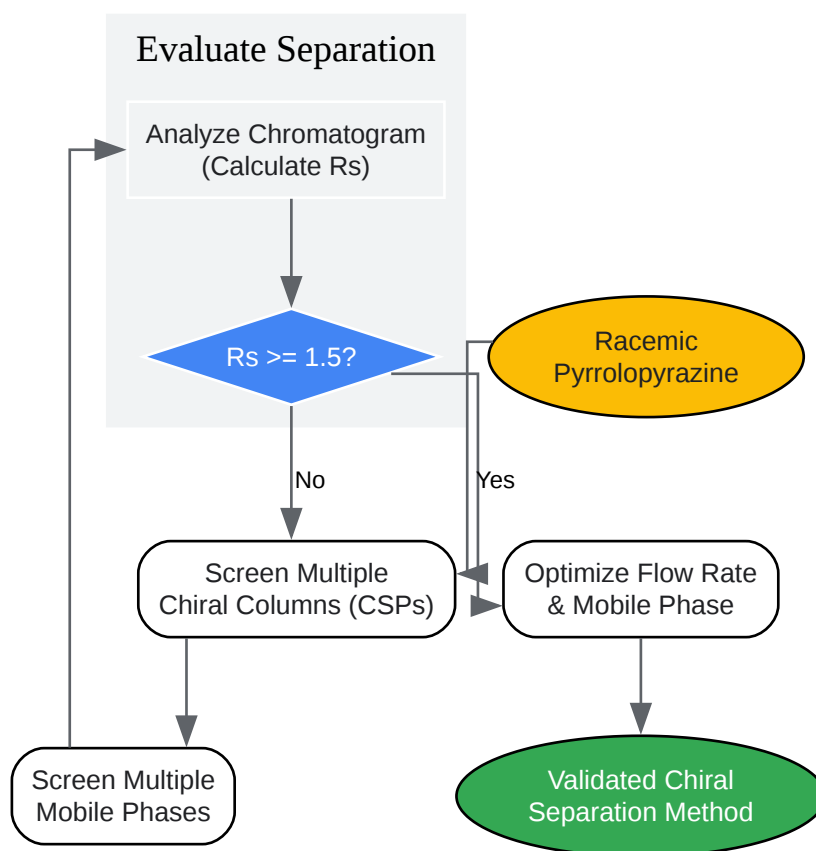 Evaluate Separation
Analyze Chromatogram
(Calculate Rs)
Rs >= 1.5?
Racemic
Pyrrolopyrazine
No
Yes
Screen Multiple
Chiral Columns (CSPs)
Optimize Flow Rate
& Mobile Phase
Screen Multiple
Mobile Phases
Validated Chiral
Separation Method